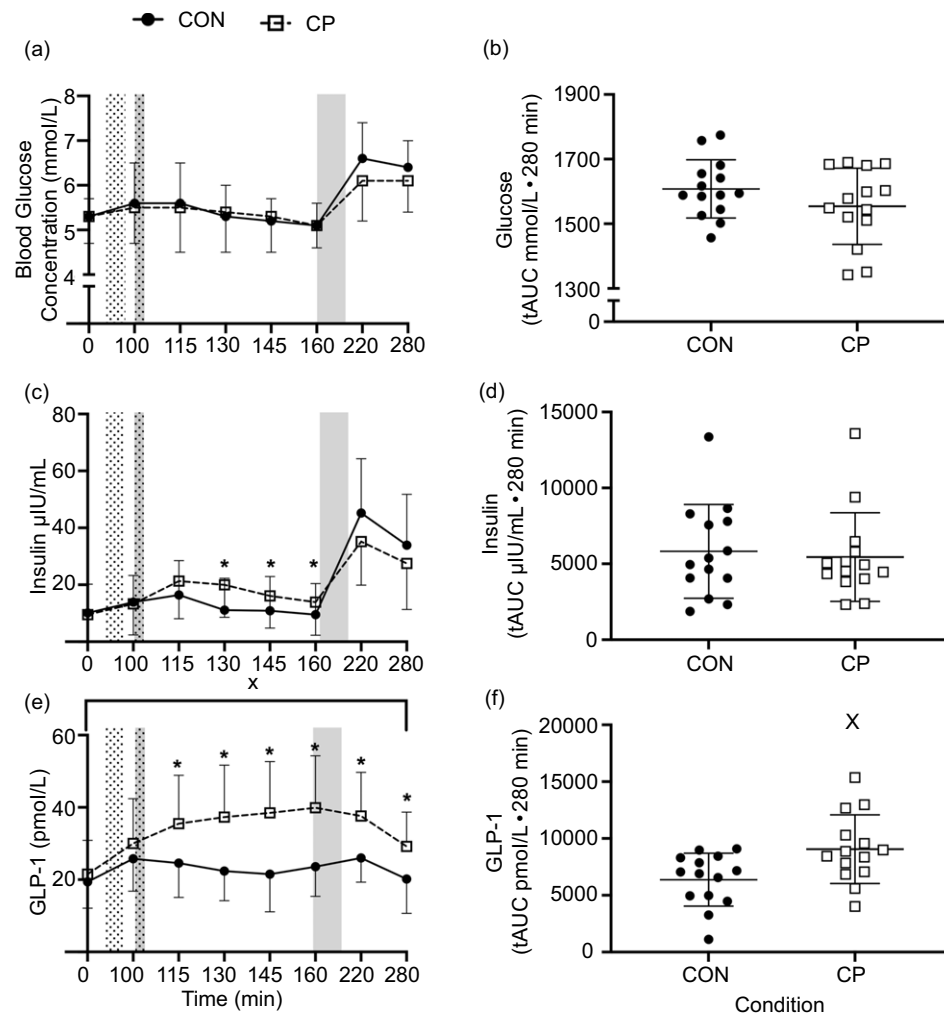 CON CP
(a)
8
7
6
5
4
Blood Glucose
Concentration (mmol/L)
0 100 115 130 145 160 220 280
(b)
1900
1700
1500
1300
0
Glucose
(tAUC mmol/L • 280 min)
CON CP
(c)
80
60
40
20
Insulin µIU/mL
* * *
0 100 115 130 145 160 220 280
x
(d)
15000
10000
5000
0
Insulin
(tAUC µIU/mL • 280 min)
CON CP
(e)
60
40
20
GLP-1 (pmol/L)
* * * * * *
0 100 115 130 145 160 220 280
Time (min)
(f)
20000
15000
10000
5000
0
GLP-1
(tAUC pmol/L • 280 min)
X
CON CP
Condition